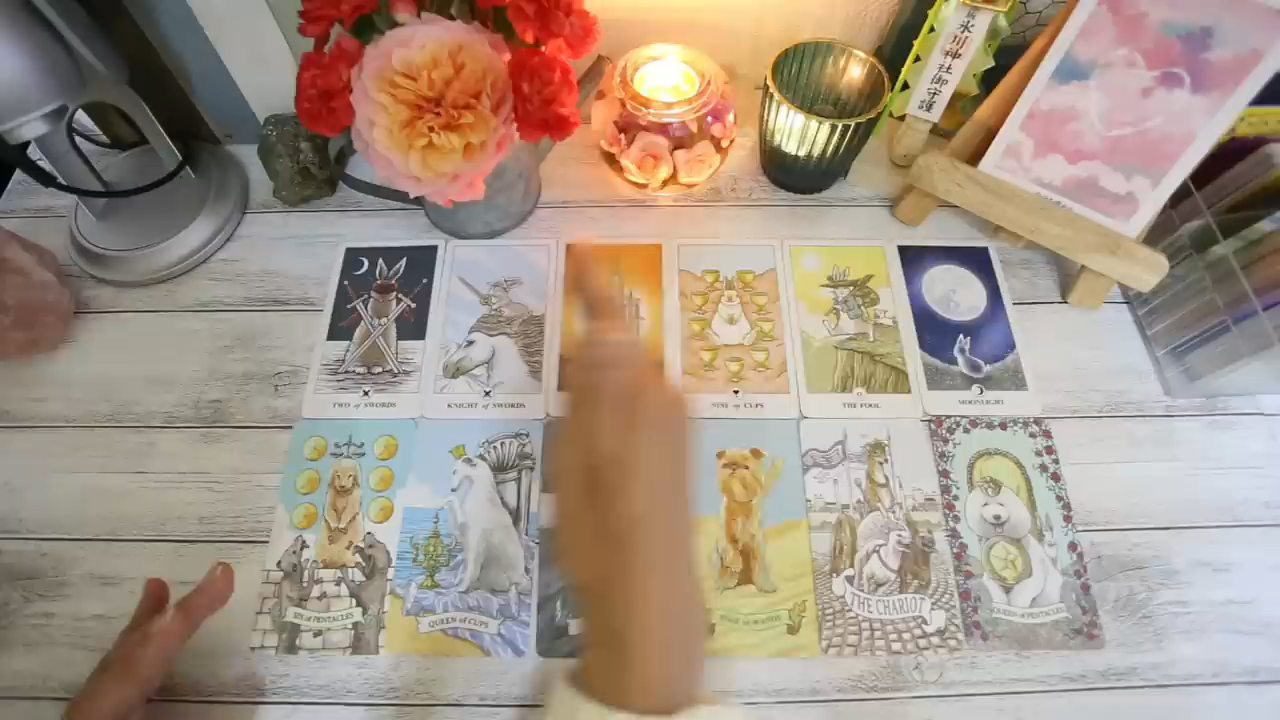 氷川神社御守護
TWO of SWORDS
KNIGHT of SWORDS
NINE of CUPS
THE FOOL
MOONLIGHT
SIX of PENTACLES
QUEEN of CUPS
THE CHARIOT
QUEEN of PENTACLES